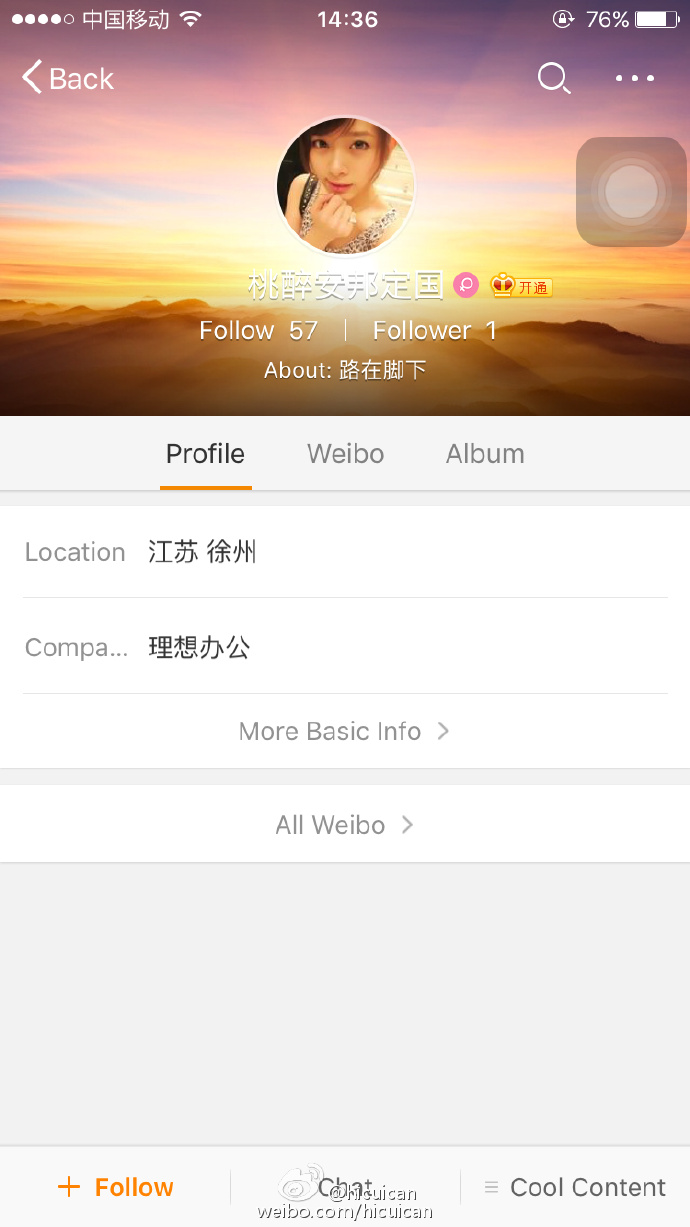 中国移动 14:36 76%
Back
桃醉安邦定国 开通
Follow 57 Follower 1
About: 路在脚下
Profile Weibo Album
Location 江苏 徐州
Compa... 理想办公
More Basic Info
All Weibo
Follow Chat Cool Content
@hicuican
weibo.com/hicuican